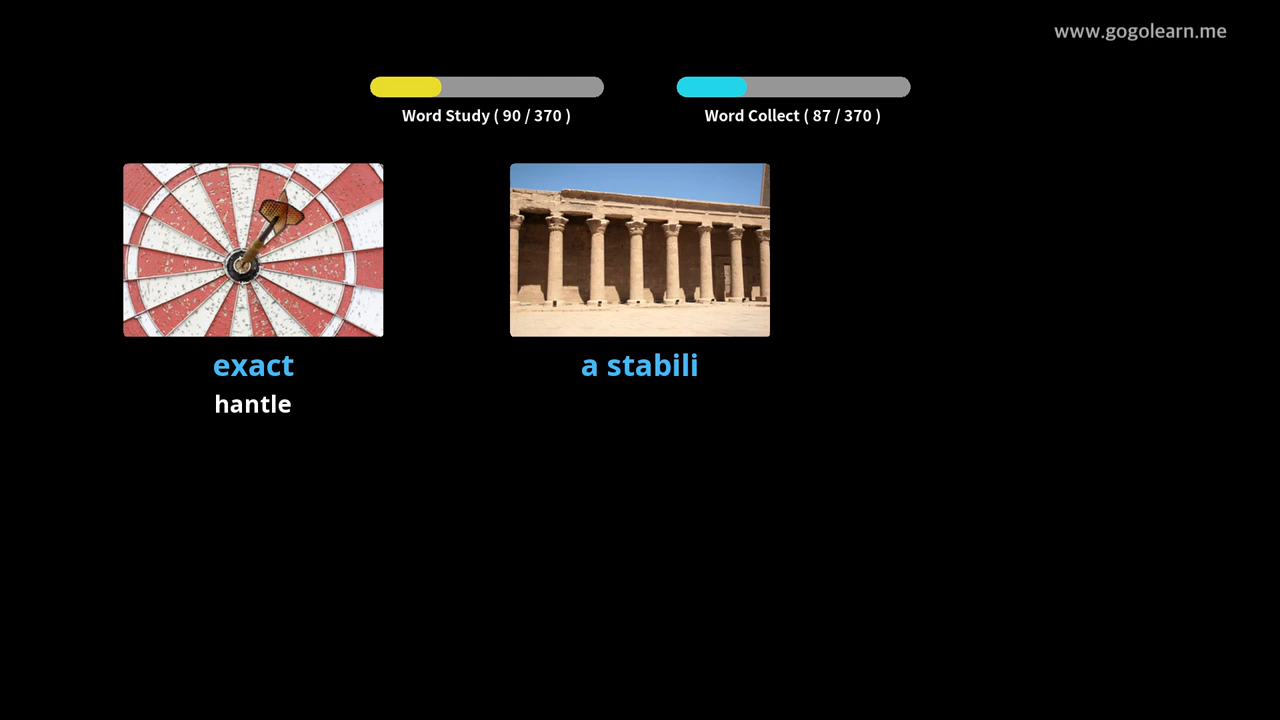 www.gogolearn.me
Word Study ( 90 / 370 )
Word Collect ( 87 / 370 )
exact
hantle
a stabili